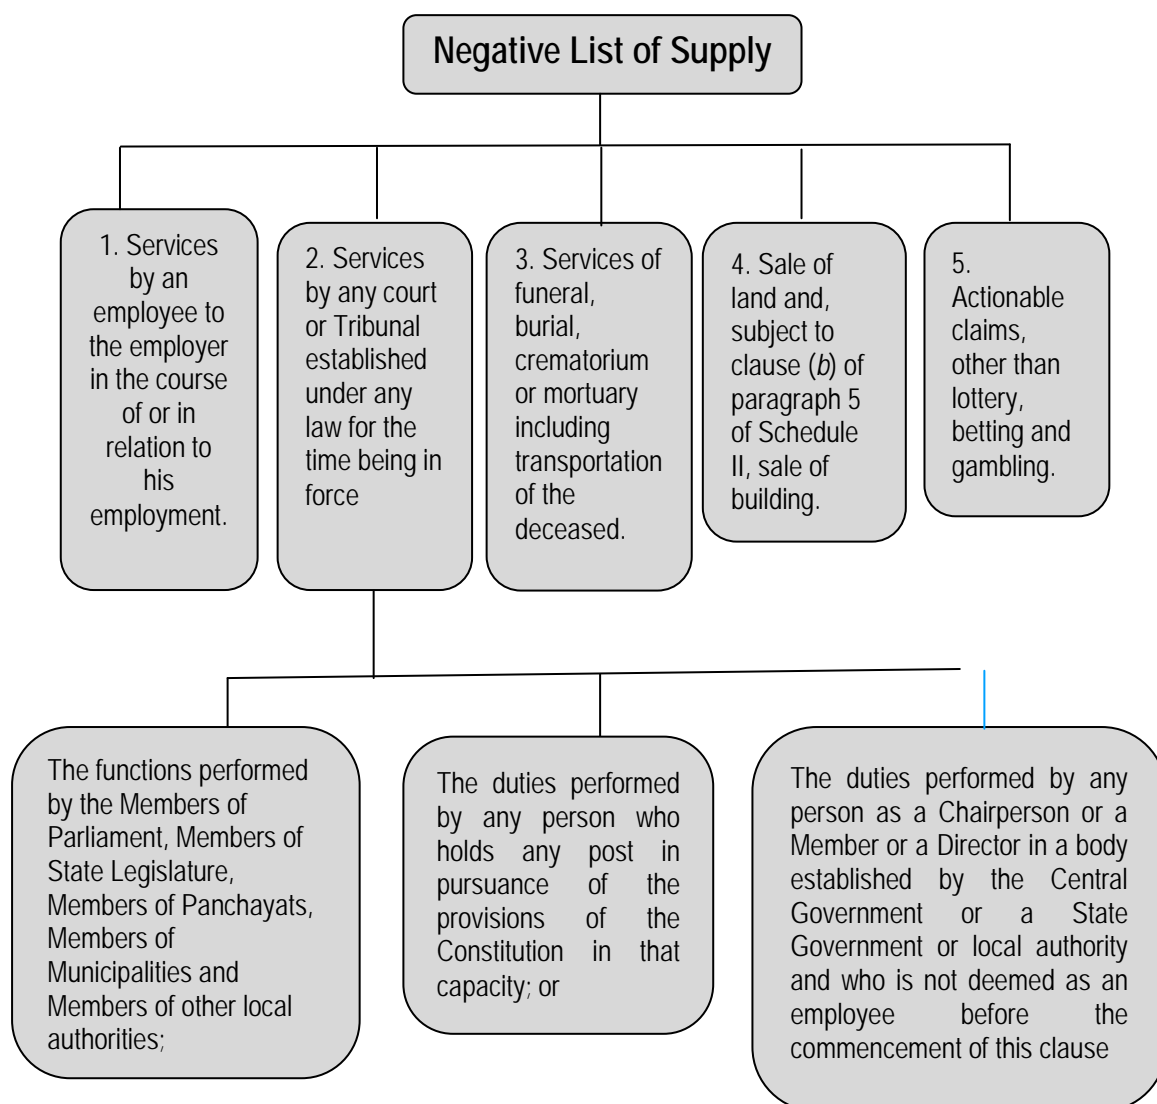 Negative List of Supply
1. Services
by an
employee to
the employer
in the course
of or in
relation to
his
employment.
2. Services
by any court
or Tribunal
established
under any
law for the
time being in
force
3. Services of
funeral,
burial,
crematorium
or mortuary
including
transportation
of the
deceased.
4. Sale of
land and,
subject to
clause (b) of
paragraph 5
of Schedule
II, sale of
building.
5.
Actionable
claims,
other than
lottery,
betting and
gambling.
The functions performed
by the Members of
Parliament, Members of
State Legislature,
Members of Panchayats,
Members of
Municipalities and
Members of other local
authorities;
The duties performed
by any person who
holds any post in
pursuance of the
provisions of the
Constitution in that
capacity; or
The duties performed by any
person as a Chairperson or a
Member or a Director in a body
established by the Central
Government or a State
Government or local authority
and who is not deemed as an
employee before the
commencement of this clause